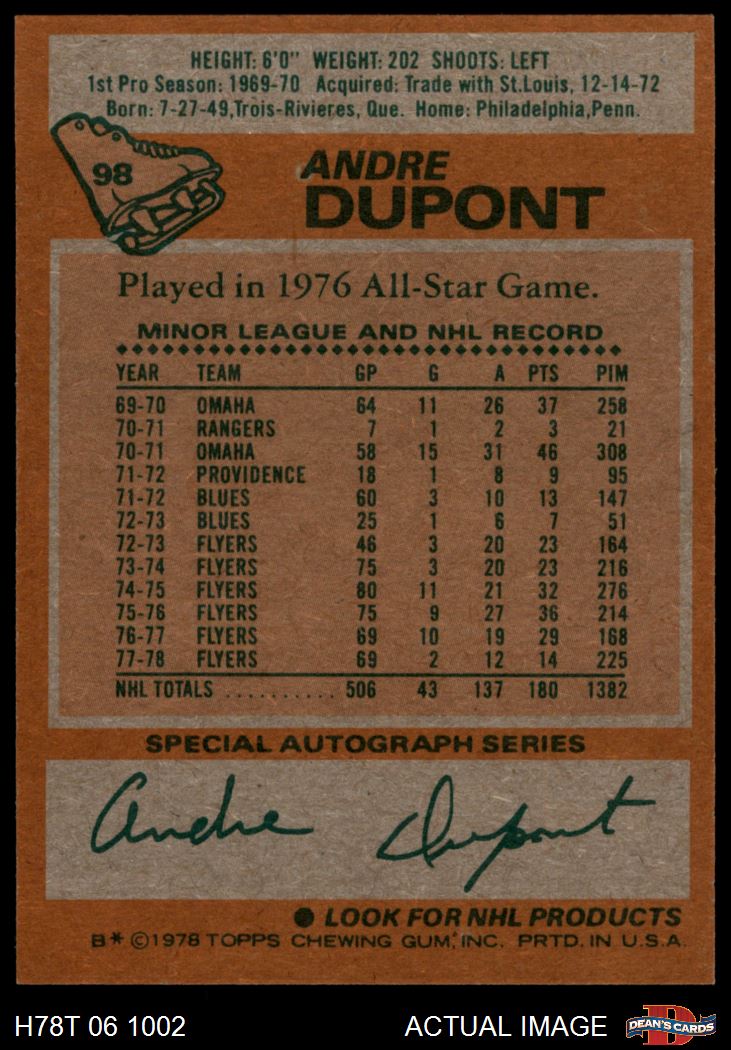 HEIGHT: 6'0" WEIGHT: 202 SHOOTS: LEFT
1st Pro Season: 1969-70 Acquired: Trade with St.Louis, 12-14-72
Born: 7-27-49,Trois-Rivieres, Que. Home: Philadelphia,Penn.
98
ANDRE
DUPONT
Played in 1976 All-Star Game.
MINOR LEAGUE AND NHL RECORD
YEAR TEAM GP G A PTS PIM
69-70 OMAHA 64 11 26 37 258
70-71 RANGERS 7 1 2 3 21
70-71 OMAHA 58 15 31 46 308
71-72 PROVIDENCE 18 1 8 9 95
71-72 BLUES 60 3 10 13 147
72-73 BLUES 25 1 6 7 51
72-73 FLYERS 46 3 20 23 164
73-74 FLYERS 75 3 20 23 216
74-75 FLYERS 80 11 21 32 276
75-76 FLYERS 75 9 27 36 214
76-77 FLYERS 69 10 19 29 168
77-78 FLYERS 69 2 12 14 225
NHL TOTALS .......... 506 43 137 180 1382
SPECIAL AUTOGRAPH SERIES
Andre Dupont
● LOOK FOR NHL PRODUCTS
B* ©1978 TOPPS CHEWING GUM, INC. PRTD. IN U.S.A.
H78T 06 1002 ACTUAL IMAGE D DEAN'S CARDS